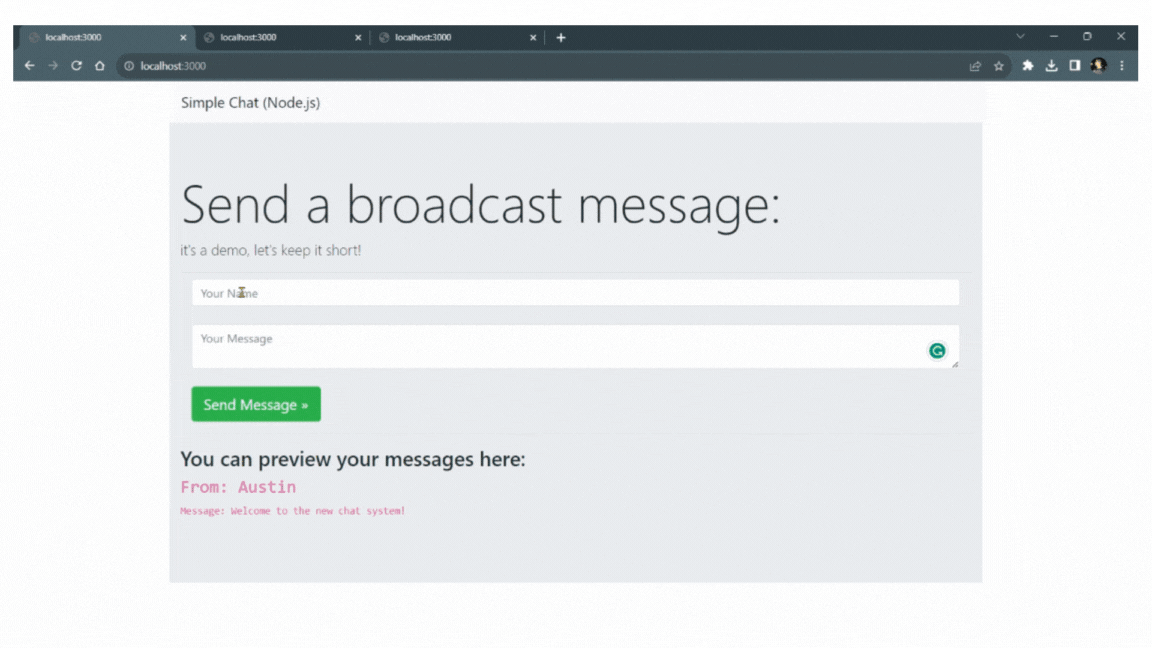 localhost:3000 localhost:3000 localhost:3000
localhost:3000
Simple Chat (Node.js)
Send a broadcast message:
it's a demo, let's keep it short!
Your Name
Your Message
Send Message »
You can preview your messages here:
From: Austin
Message: Welcome to the new chat system!